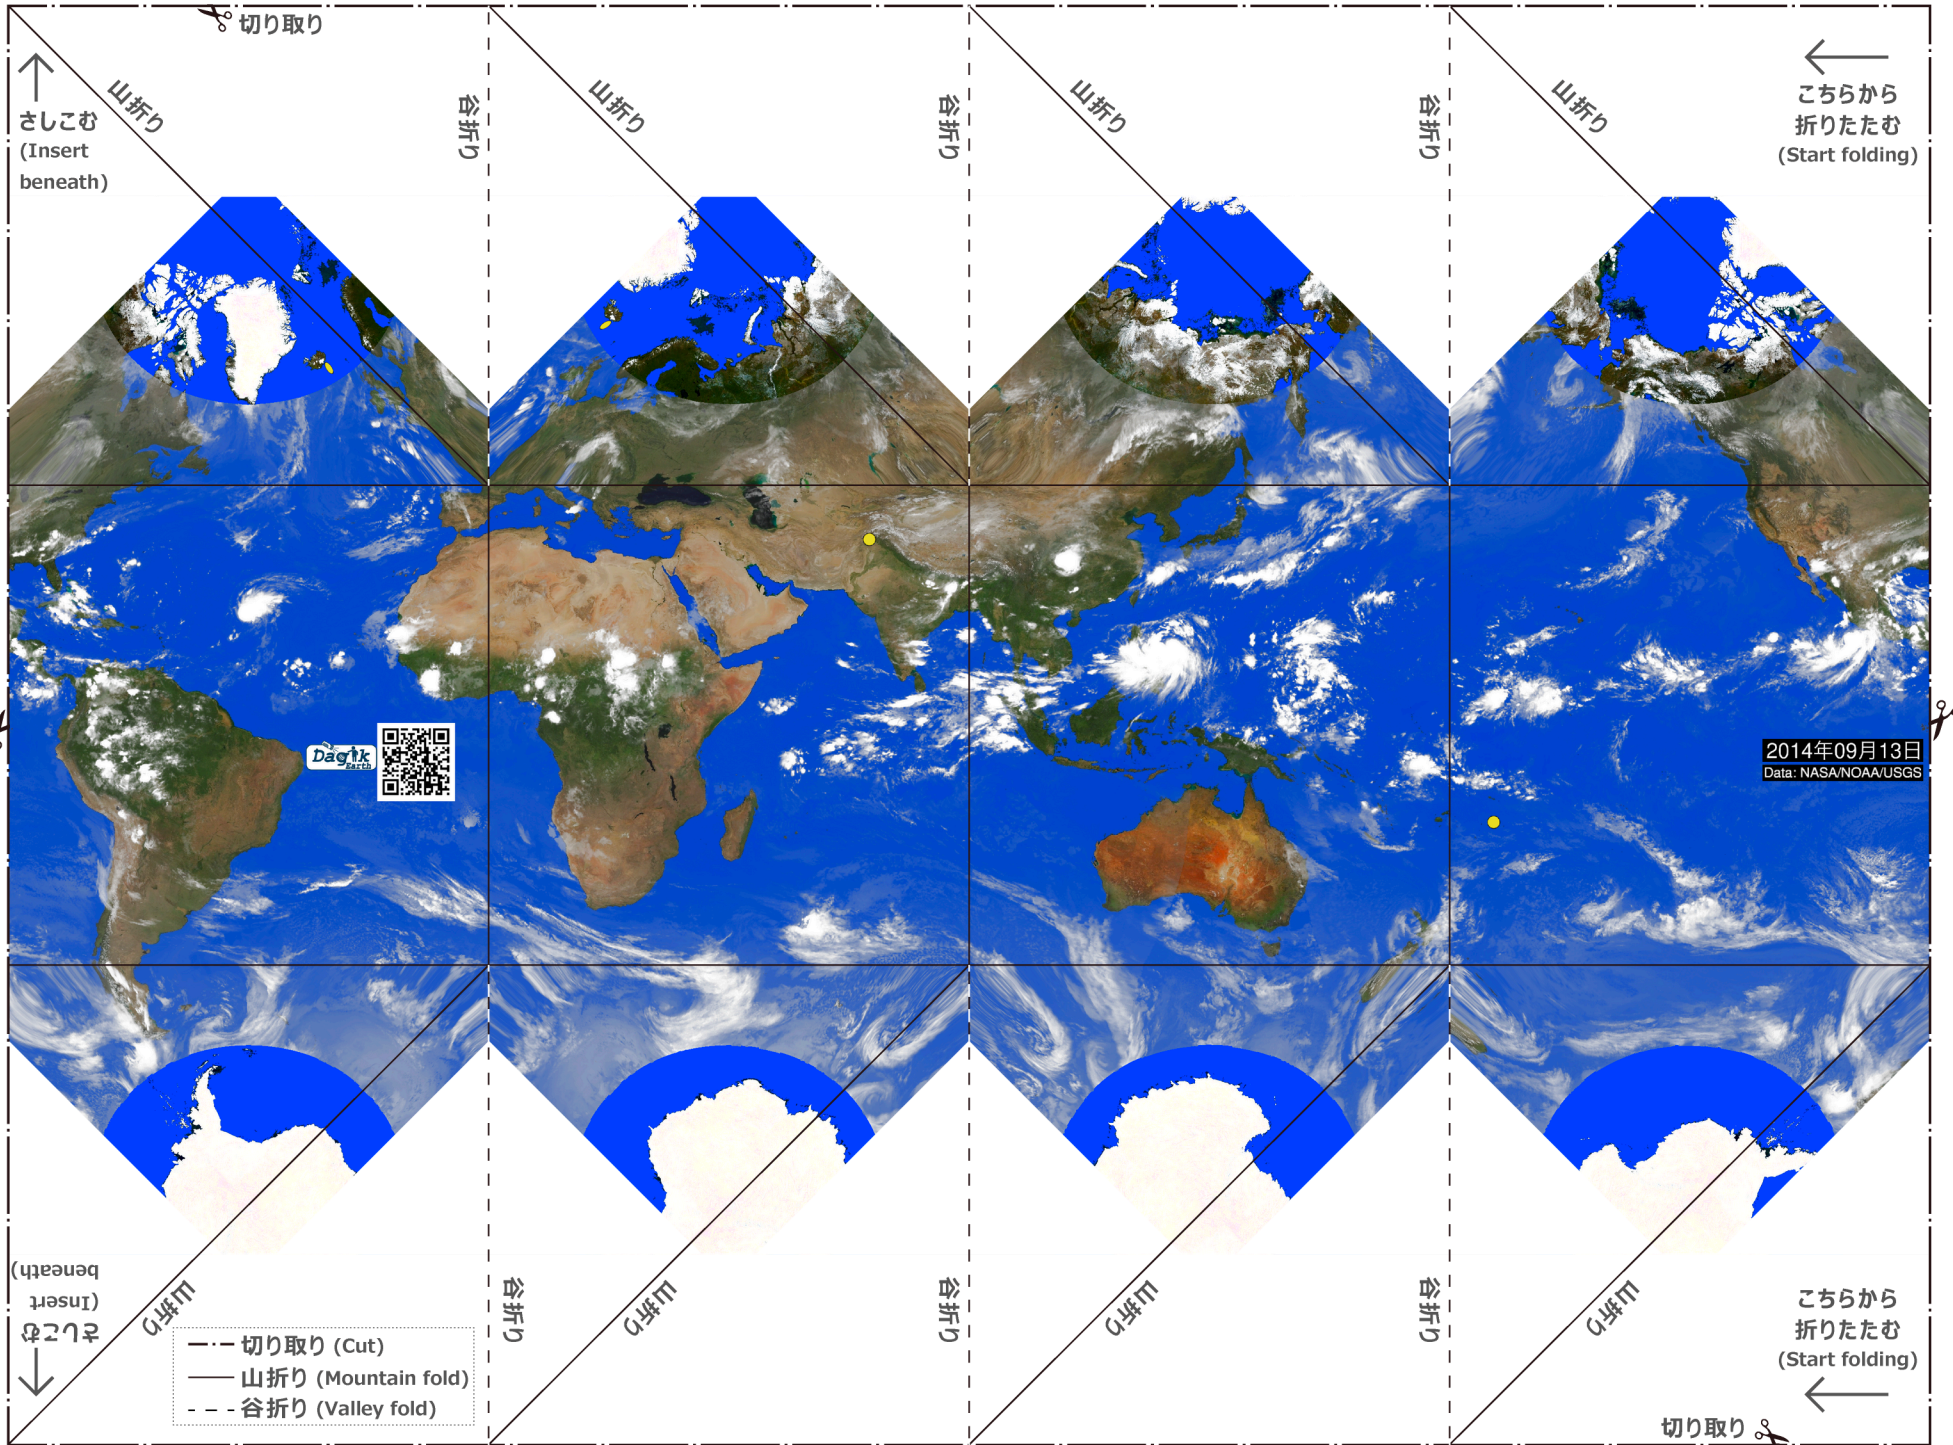 切り取り
さしこむ
(Insert
beneath)
山折り
谷折り
山折り
谷折り
山折り
谷折り
山折り
こちらから
折りたたむ
(Start folding)
Dagik
Earth
2014年09月13日
Data: NASA/NOAA/USGS
さしこむ
(Insert
beneath)
山折り
谷折り
山折り
谷折り
山折り
谷折り
山折り
こちらから
折りたたむ
(Start folding)
切り取り (Cut)
山折り (Mountain fold)
谷折り (Valley fold)
切り取り